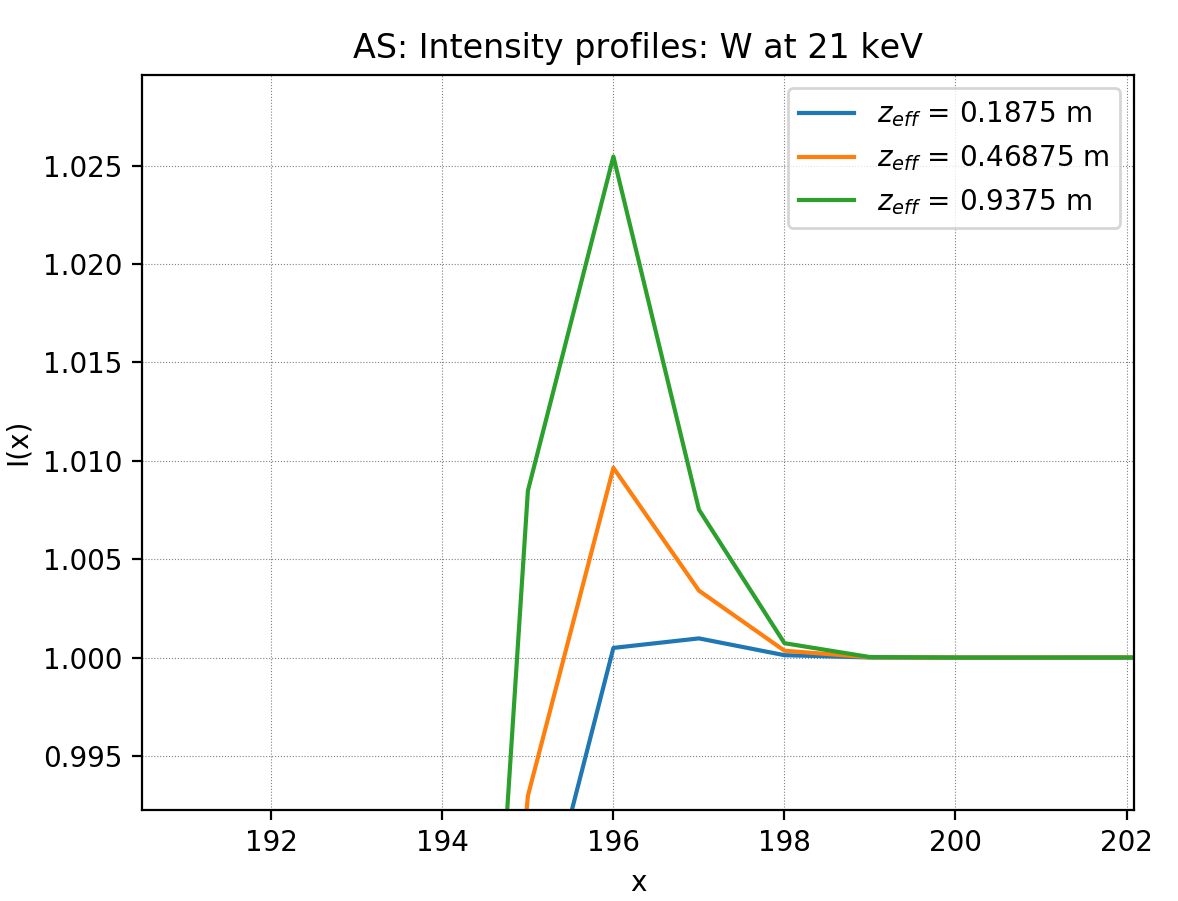 AS: Intensity profiles: W at 21 keV
z_eff = 0.1875 m
z_eff = 0.46875 m
z_eff = 0.9375 m
I(x)
1.025
1.020
1.015
1.010
1.005
1.000
0.995
192 194 196 198 200 202
x